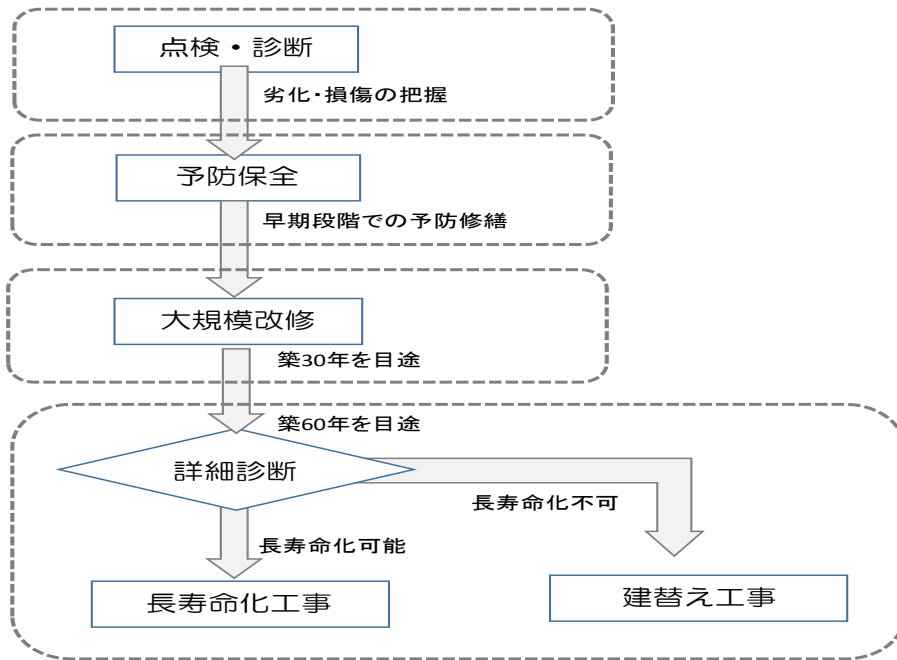 点検・診断
劣化・損傷の把握
予防保全
早期段階での予防修繕
大規模改修
築30年を目途
築60年を目途
詳細診断
長寿命化不可
長寿命化可能
長寿命化工事
建替え工事